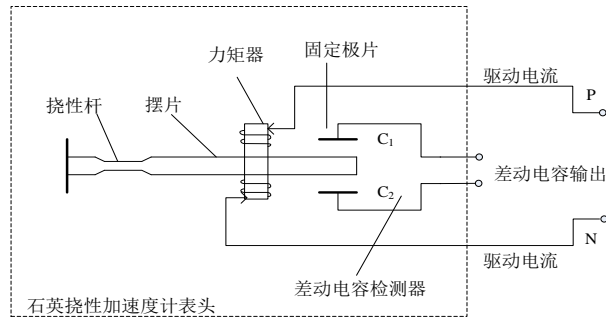 力矩器
固定极片
驱动电流
P
挠性杆
摆片
C1
差动电容输出
C2
N
驱动电流
差动电容检测器
石英挠性加速度计表头